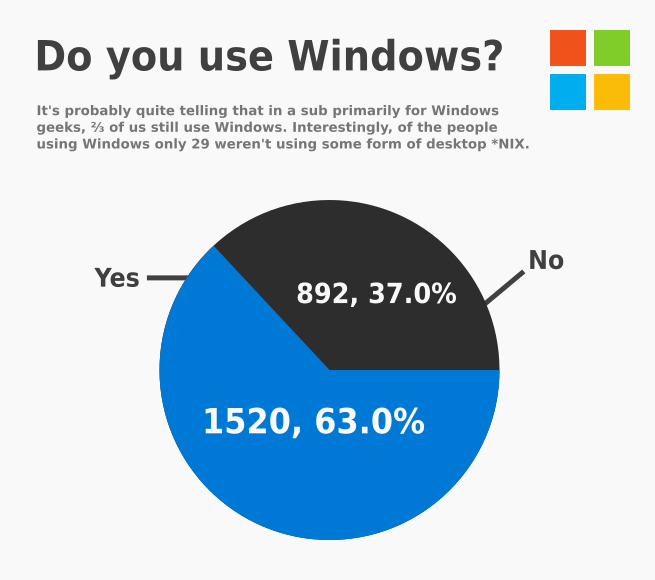 Do you use Windows?
It's probably quite telling that in a sub primarily for Windows
geeks, ⅔ of us still use Windows. Interestingly, of the people
using Windows only 29 weren't using some form of desktop *NIX.
No
Yes
892, 37.0%
1520, 63.0%